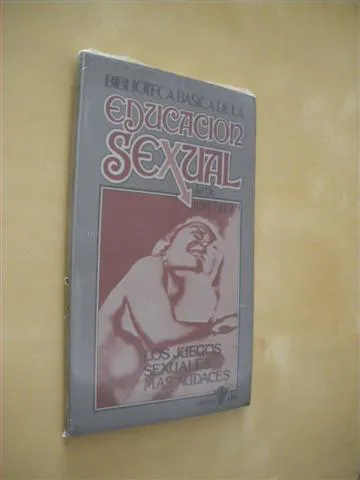 BIBLIOTECA BASICA DE LA
EDUCACION
SEXUAL
LOS JUEGOS
SEXUALES
MAS AUDACES